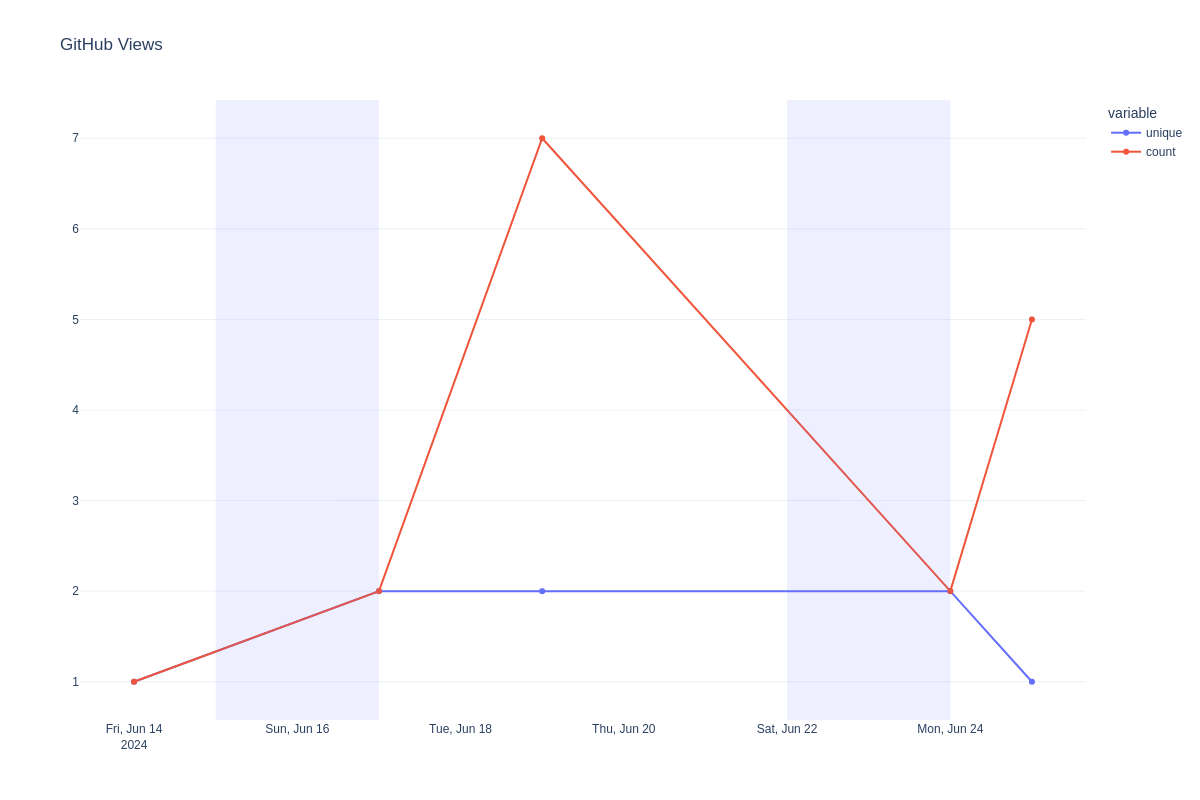 GitHub Views
variable
unique
count
7
6
5
4
3
2
1
Fri, Jun 14
2024
Sun, Jun 16
Tue, Jun 18
Thu, Jun 20
Sat, Jun 22
Mon, Jun 24